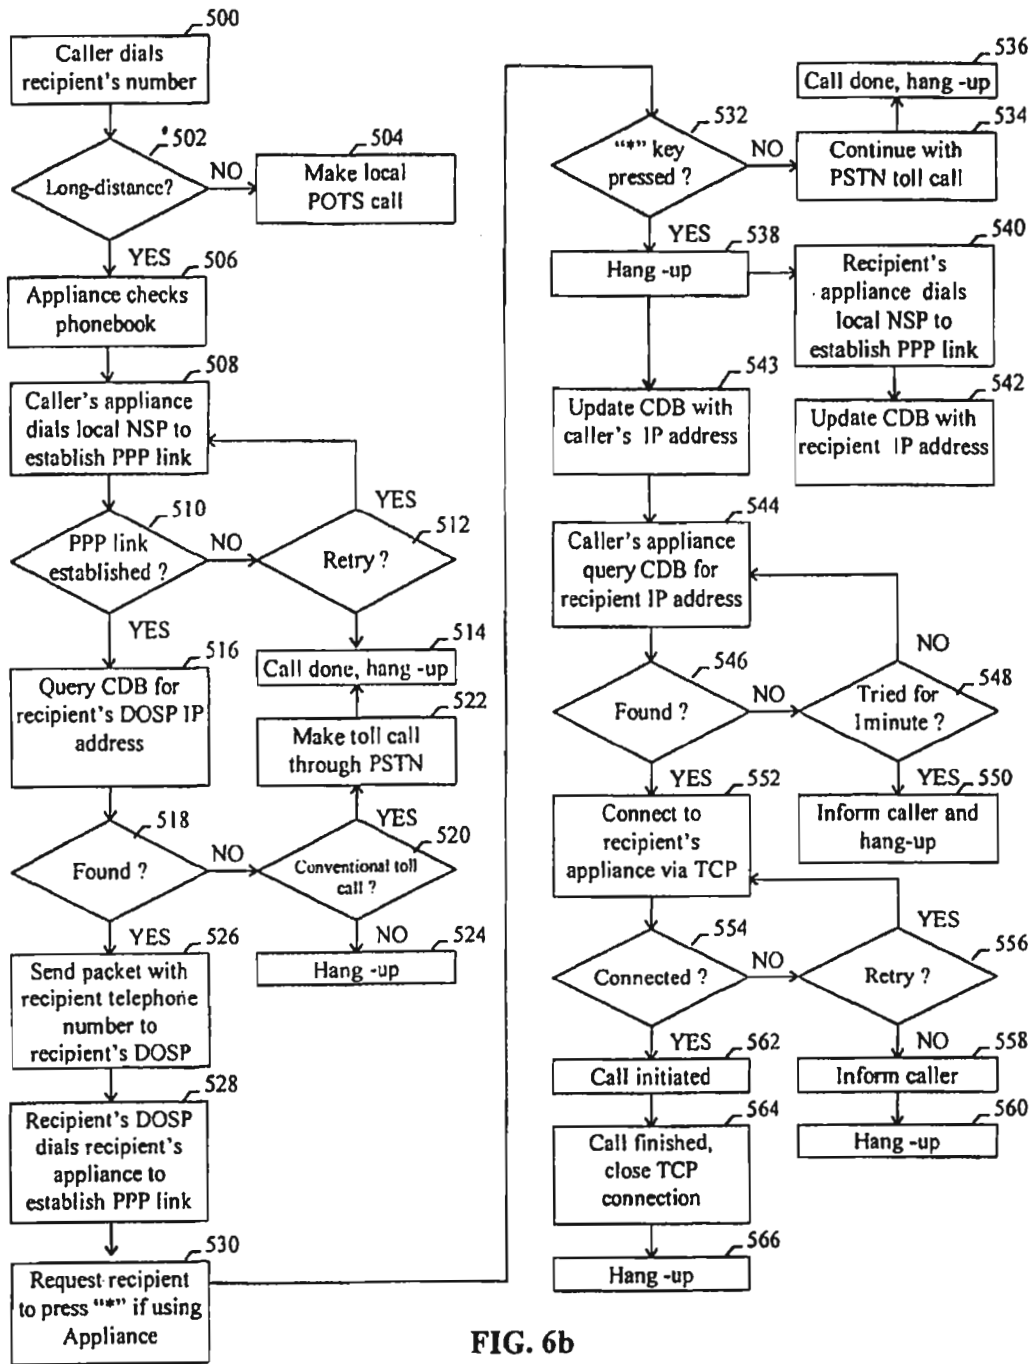 500
Caller dials
recipient's number
502
Long-distance?
NO
504
Make local
POTS call
YES
506
Appliance checks
phonebook
508
Caller's appliance
dials local NSP to
establish PPP link
510
PPP link
established ?
NO
YES
512
Retry ?
514
Call done, hang -up
YES
516
Query CDB for
recipient's DOSP IP
address
522
Make toll call
through PSTN
518
Found ?
NO
YES
520
Conventional toll
call ?
NO
524
Hang -up
YES
526
Send packet with
recipient telephone
number to
recipient's DOSP
528
Recipient's DOSP
dials recipient's
appliance to
establish PPP link
530
Request recipient
to press "*" if using
Appliance
532
"*" key
pressed ?
NO
536
Call done, hang -up
534
Continue with
PSTN toll call
YES
538
Hang -up
540
Recipient's
appliance dials
local NSP to
establish PPP link
542
Update CDB with
recipient IP address
543
Update CDB with
caller's IP address
544
Caller's appliance
query CDB for
recipient IP address
546
Found ?
NO
NO
548
Tried for
1minute ?
YES
550
Inform caller and
hang-up
YES
552
Connect to
recipient's
appliance via TCP
554
Connected ?
NO
YES
556
Retry ?
NO
558
Inform caller
560
Hang -up
YES
562
Call initiated
564
Call finished,
close TCP
connection
566
Hang -up
FIG. 6b